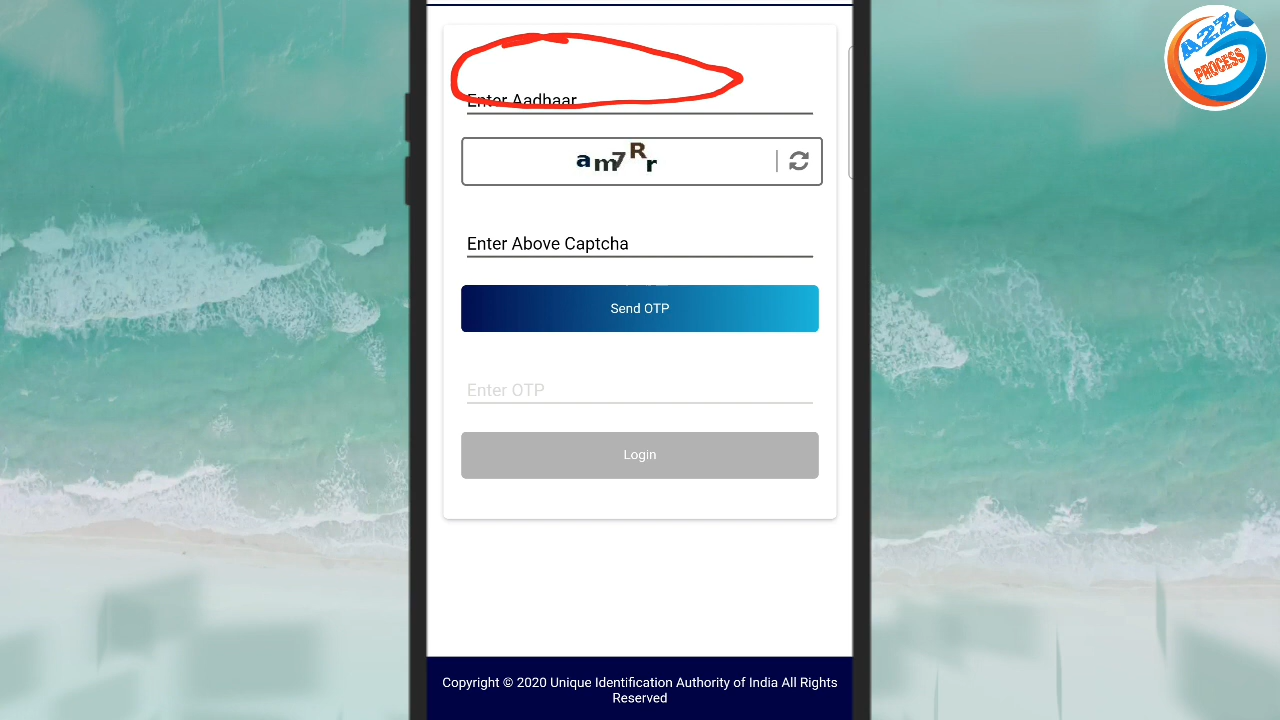 A2Z
PROCESS
Enter Aadhaar
am7Rr
Enter Above Captcha
Send OTP
Enter OTP
Login
Copyright © 2020 Unique Identification Authority of India All Rights
Reserved